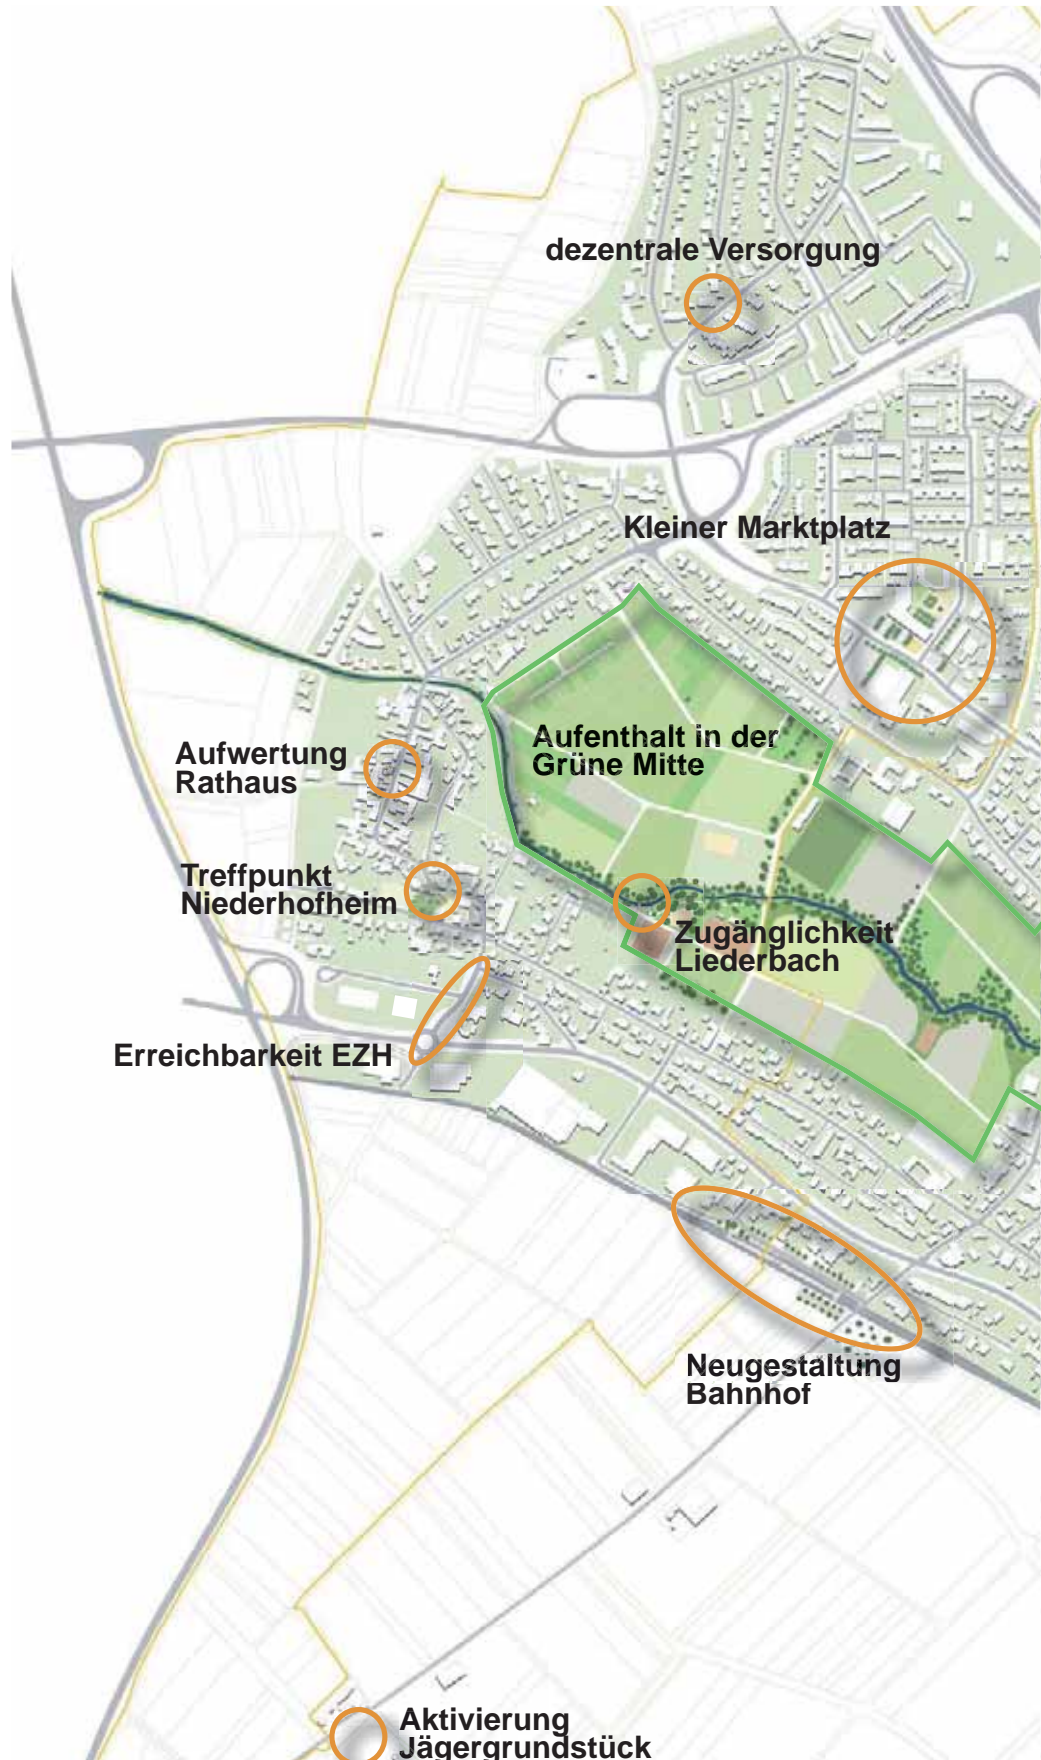 dezentrale Versorgung
Kleiner Marktplatz
Aufenthalt in der
Grüne Mitte
Aufwertung
Rathaus
Treffpunkt
Niederhofheim
Zugänglichkeit
Liederbach
Erreichbarkeit EZH
Neugestaltung
Bahnhof
Aktivierung
Jägergrundstück